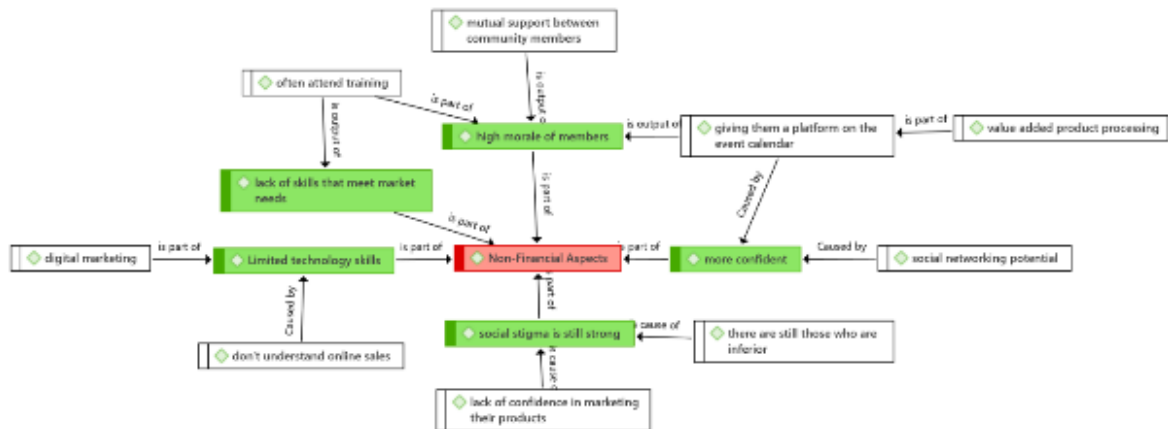 mutual support between
community members
often attend training
is part of
is output of
is output o
high morale of members
is output of
giving them a platform on the
event calendar
is part of
value added product processing
lack of skills that meet market
needs
is part of
is part of
Caused by
digital marketing
is part of
Limited technology skills
is part of
Non-Financial Aspects
is part of
more confident
Caused by
social networking potential
Caused by
s part of
social stigma is still strong
is cause of
there are still those who are
inferior
don't understand online sales
is cause o
lack of confidence in marketing
their products